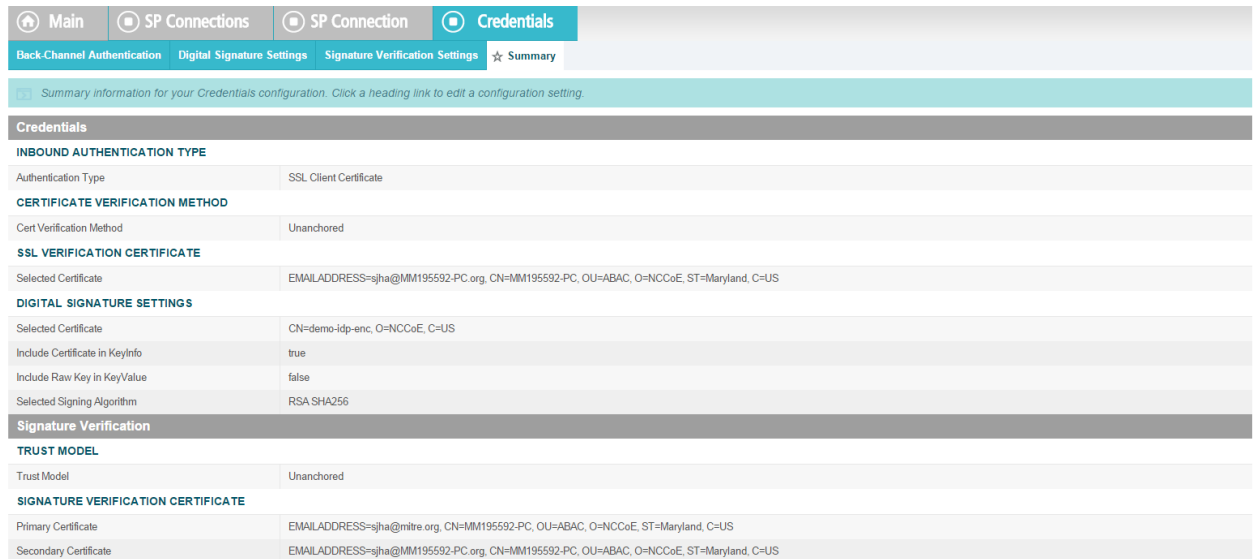 Main SP Connections SP Connection Credentials
Back-Channel Authentication Digital Signature Settings Signature Verification Settings Summary
Summary information for your Credentials configuration. Click a heading link to edit a configuration setting.
Credentials
INBOUND AUTHENTICATION TYPE
Authentication Type SSL Client Certificate
CERTIFICATE VERIFICATION METHOD
Cert Verification Method Unanchored
SSL VERIFICATION CERTIFICATE
Selected Certificate EMAILADDRESS=sjha@MM195592-PC.org, CN=MM195592-PC, OU=ABAC, O=NCCoE, ST=Maryland, C=US
DIGITAL SIGNATURE SETTINGS
Selected Certificate CN=demo-idp-enc, O=NCCoE, C=US
Include Certificate in KeyInfo true
Include Raw Key in KeyValue false
Selected Signing Algorithm RSA SHA256
Signature Verification
TRUST MODEL
Trust Model Unanchored
SIGNATURE VERIFICATION CERTIFICATE
Primary Certificate EMAILADDRESS=sjha@mitre.org, CN=MM195592-PC, OU=ABAC, O=NCCoE, ST=Maryland, C=US
Secondary Certificate EMAILADDRESS=sjha@MM195592-PC.org, CN=MM195592-PC, OU=ABAC, O=NCCoE, ST=Maryland, C=US